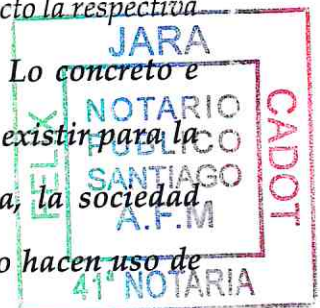 cto la respectiva
Lo concreto e
existir para la
a, la sociedad
o hacen uso de
JARA
NOTARIO
PUBLICO
SANTIAGO
A.F.M
41ª NOTARIA
FELIX
CADOT